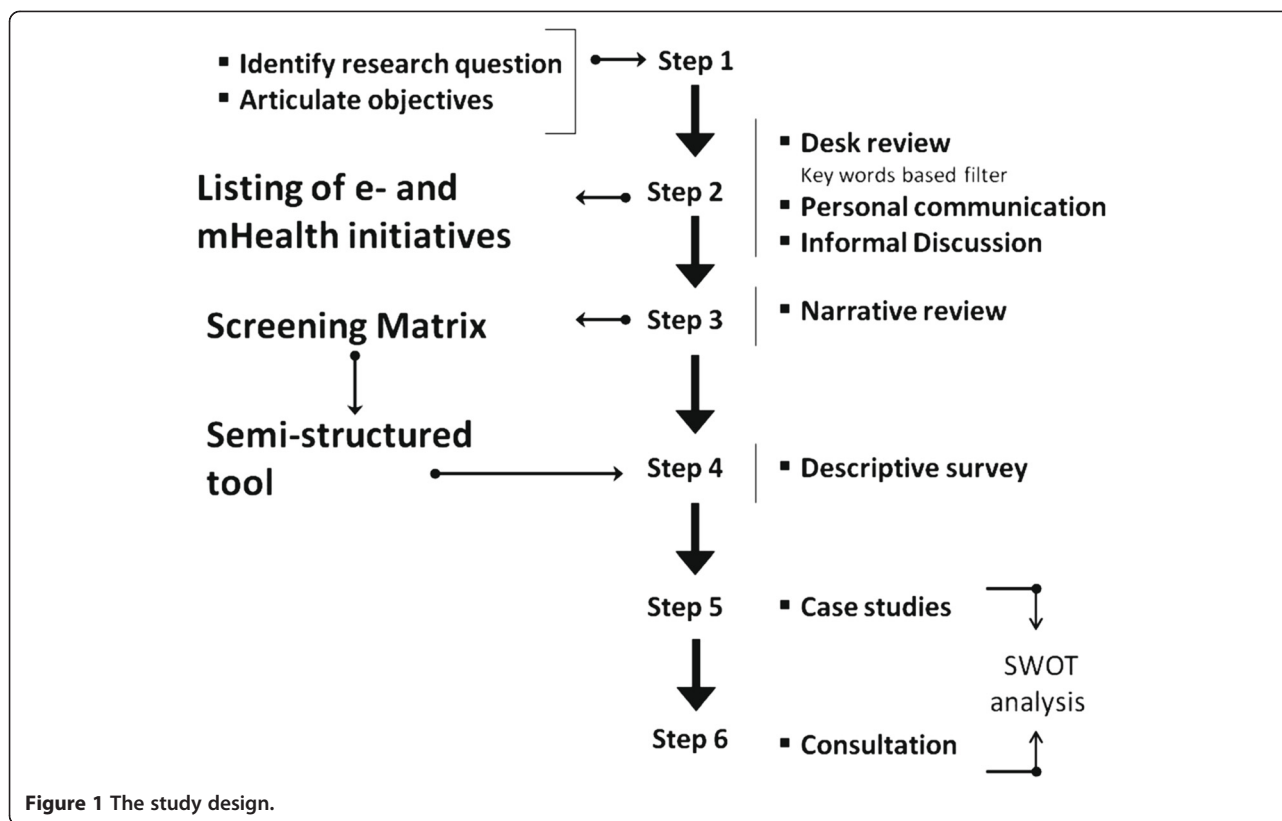 ▪ Identify research question
▪ Articulate objectives
Step 1
Listing of e- and
mHealth initiatives
Step 2
▪ Desk review
Key words based filter
▪ Personal communication
▪ Informal Discussion
Screening Matrix
Step 3
▪ Narrative review
Semi-structured
tool
Step 4
▪ Descriptive survey
Step 5
▪ Case studies
SWOT
analysis
Step 6
▪ Consultation
Figure 1 The study design.